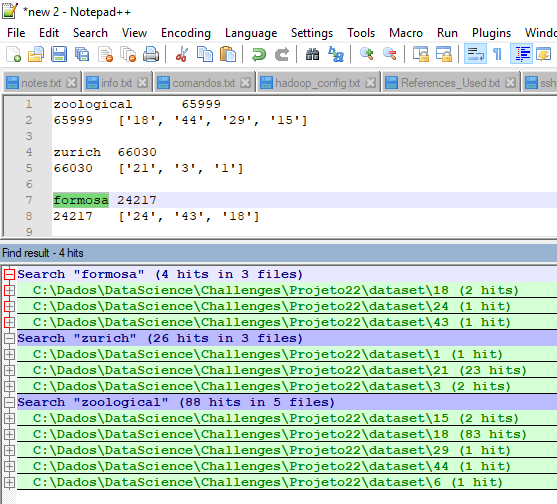 *new 2 - Notepad++
File Edit Search View Encoding Language Settings Tools Macro Run Plugins Window
notes.txt info.txt comandos.txt hadoop_config.txt References_Used.txt ssh
1 zoological 65999
2 65999 ['18', '44', '29', '15']
3
4 zurich 66030
5 66030 ['21', '3', '1']
6
7 formosa 24217
8 24217 ['24', '43', '18']
Find result - 4 hits
Search "formosa" (4 hits in 3 files)
C:\Dados\DataScience\Challenges\Projeto22\dataset\18 (2 hits)
C:\Dados\DataScience\Challenges\Projeto22\dataset\24 (1 hit)
C:\Dados\DataScience\Challenges\Projeto22\dataset\43 (1 hit)
Search "zurich" (26 hits in 3 files)
C:\Dados\DataScience\Challenges\Projeto22\dataset\1 (1 hit)
C:\Dados\DataScience\Challenges\Projeto22\dataset\21 (23 hits)
C:\Dados\DataScience\Challenges\Projeto22\dataset\3 (2 hits)
Search "zoological" (88 hits in 5 files)
C:\Dados\DataScience\Challenges\Projeto22\dataset\15 (2 hits)
C:\Dados\DataScience\Challenges\Projeto22\dataset\18 (83 hits)
C:\Dados\DataScience\Challenges\Projeto22\dataset\29 (1 hit)
C:\Dados\DataScience\Challenges\Projeto22\dataset\44 (1 hit)
C:\Dados\DataScience\Challenges\Projeto22\dataset\6 (1 hit)